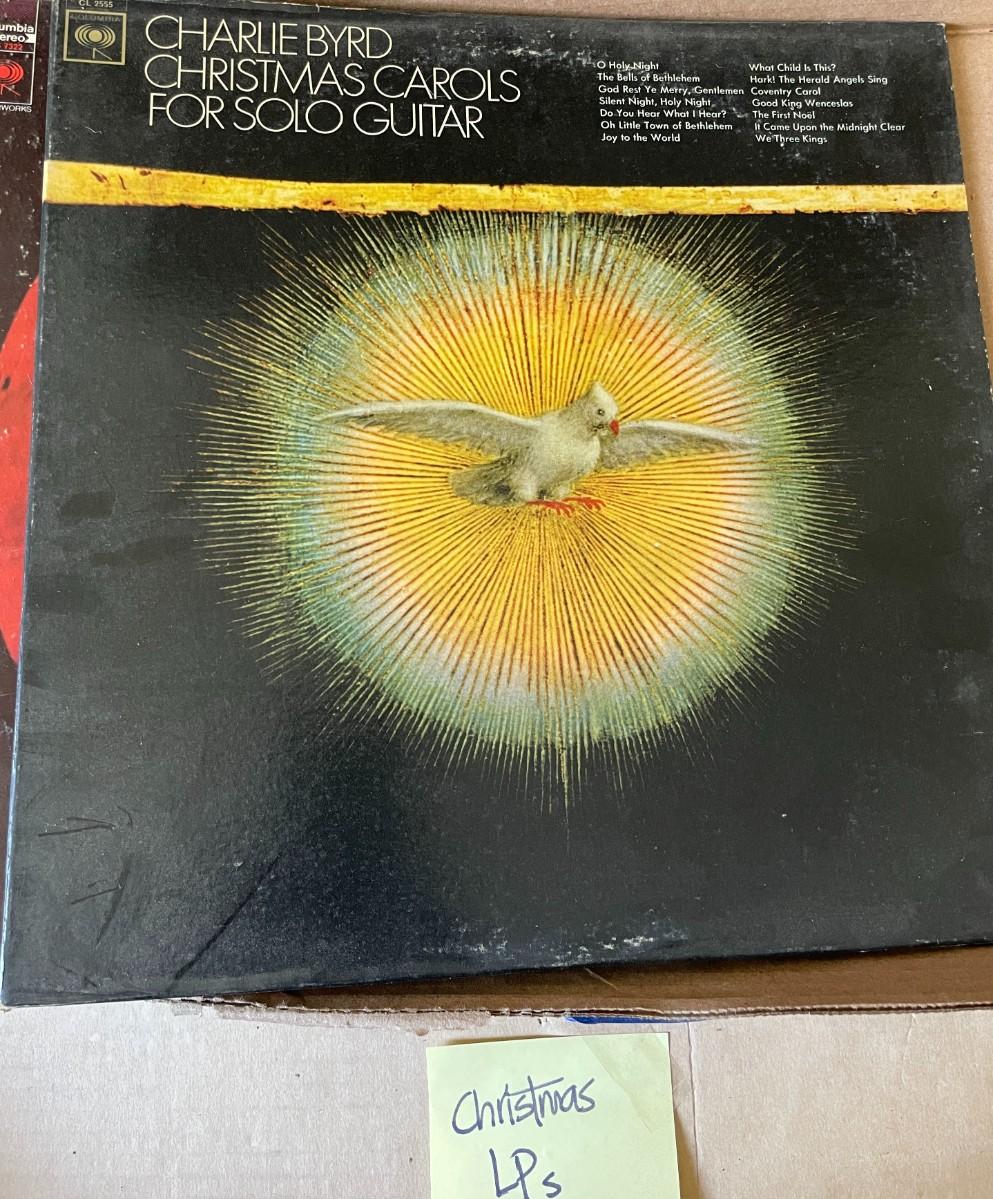 CL 2555
COLUMBIA
CHARLIE BYRD
CHRISTMAS CAROLS
FOR SOLO GUITAR
O Holy Night
The Bells of Bethlehem
God Rest Ye Merry, Gentlemen
Silent Night, Holy Night
Do You Hear What I Hear?
Oh Little Town of Bethlehem
Joy to the World
What Child Is This?
Hark! The Herald Angels Sing
Coventry Carol
Good King Wenceslas
The First Noël
It Came Upon the Midnight Clear
We Three Kings
umbia
ereo
7322
WORKS
Christmas
LPs